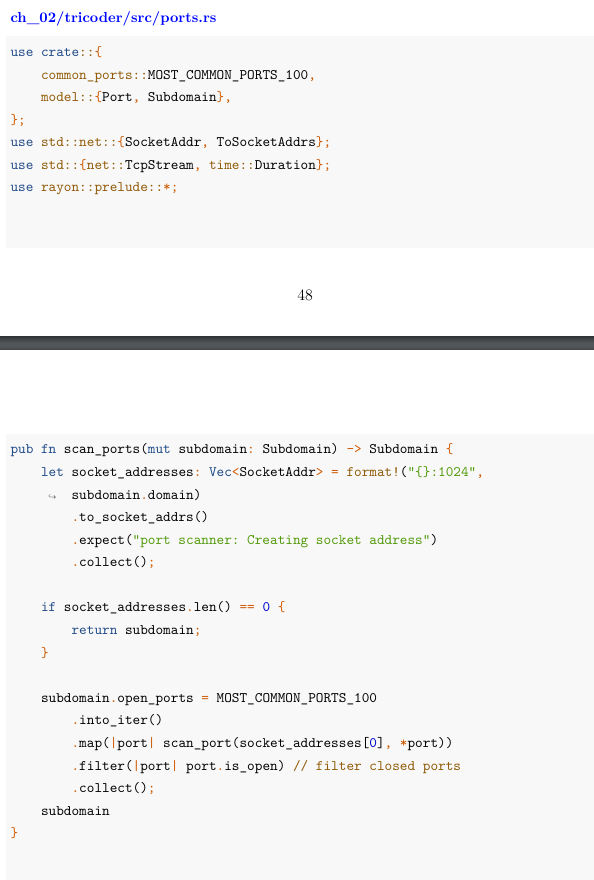 ch_02/tricoder/src/ports.rs
use crate::{
    common_ports::MOST_COMMON_PORTS_100,
    model::{Port, Subdomain},
};
use std::net::{SocketAddr, ToSocketAddrs};
use std::{net::TcpStream, time::Duration};
use rayon::prelude::*;
48
pub fn scan_ports(mut subdomain: Subdomain) -> Subdomain {
    let socket_addresses: Vec<SocketAddr> = format!("{}:1024",
    ↪ subdomain.domain)
        .to_socket_addrs()
        .expect("port scanner: Creating socket address")
        .collect();
    if socket_addresses.len() == 0 {
        return subdomain;
    }
    subdomain.open_ports = MOST_COMMON_PORTS_100
        .into_iter()
        .map(|port| scan_port(socket_addresses[0], *port))
        .filter(|port| port.is_open) // filter closed ports
        .collect();
    subdomain
}